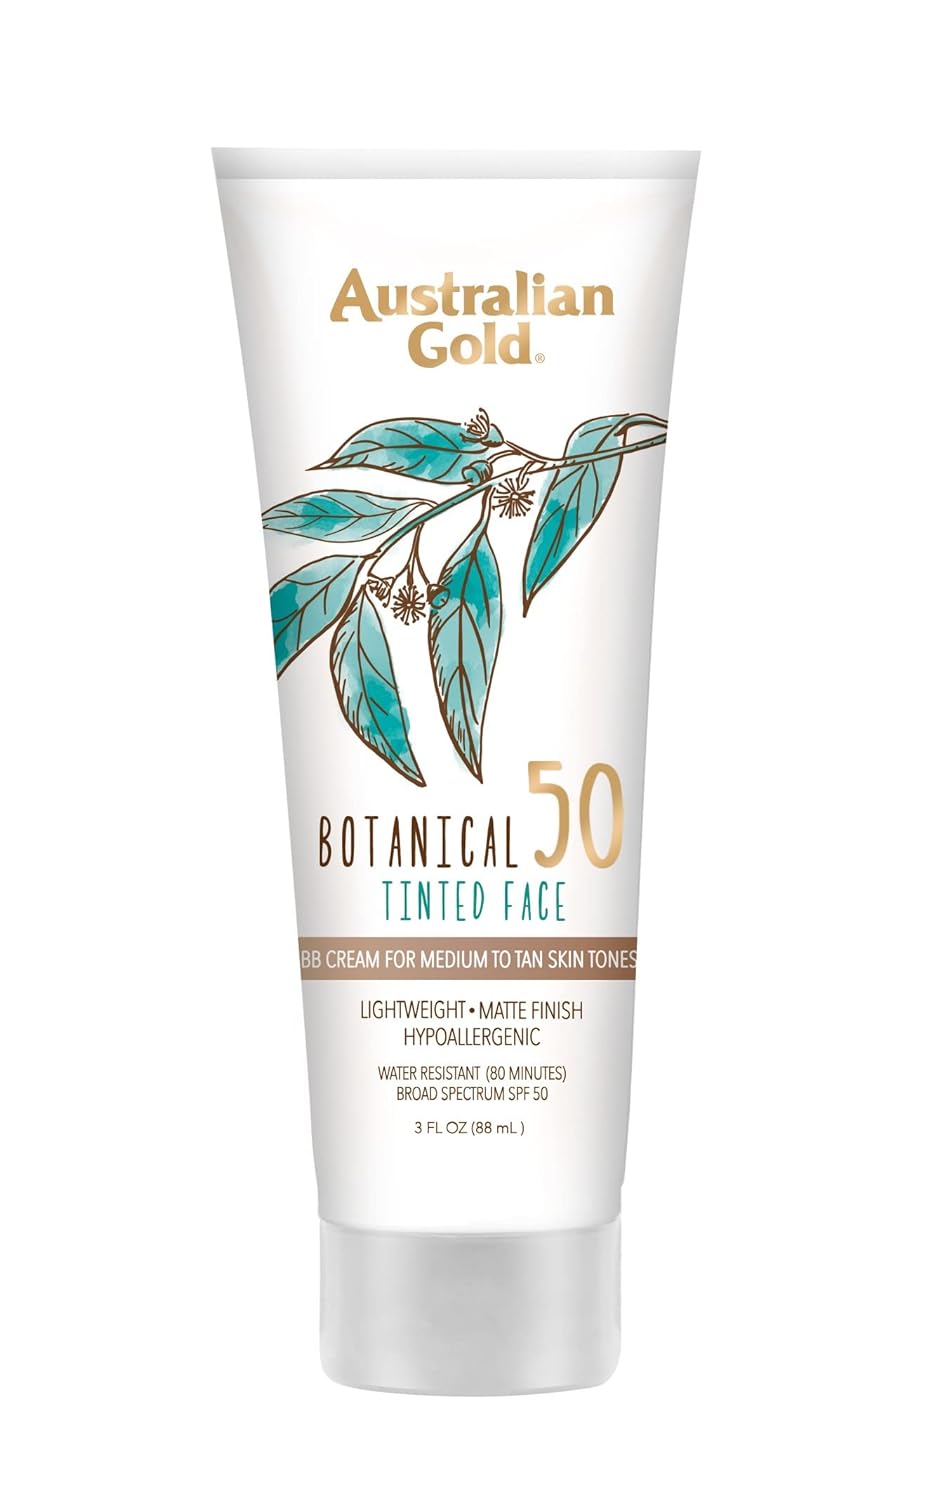 Australian
Gold®
BOTANICAL 50
TINTED FACE
BB CREAM FOR MEDIUM TO TAN SKIN TONES
LIGHTWEIGHT • MATTE FINISH
HYPOALLERGENIC
WATER RESISTANT (80 MINUTES)
BROAD SPECTRUM SPF 50
3 FL OZ (88 mL)